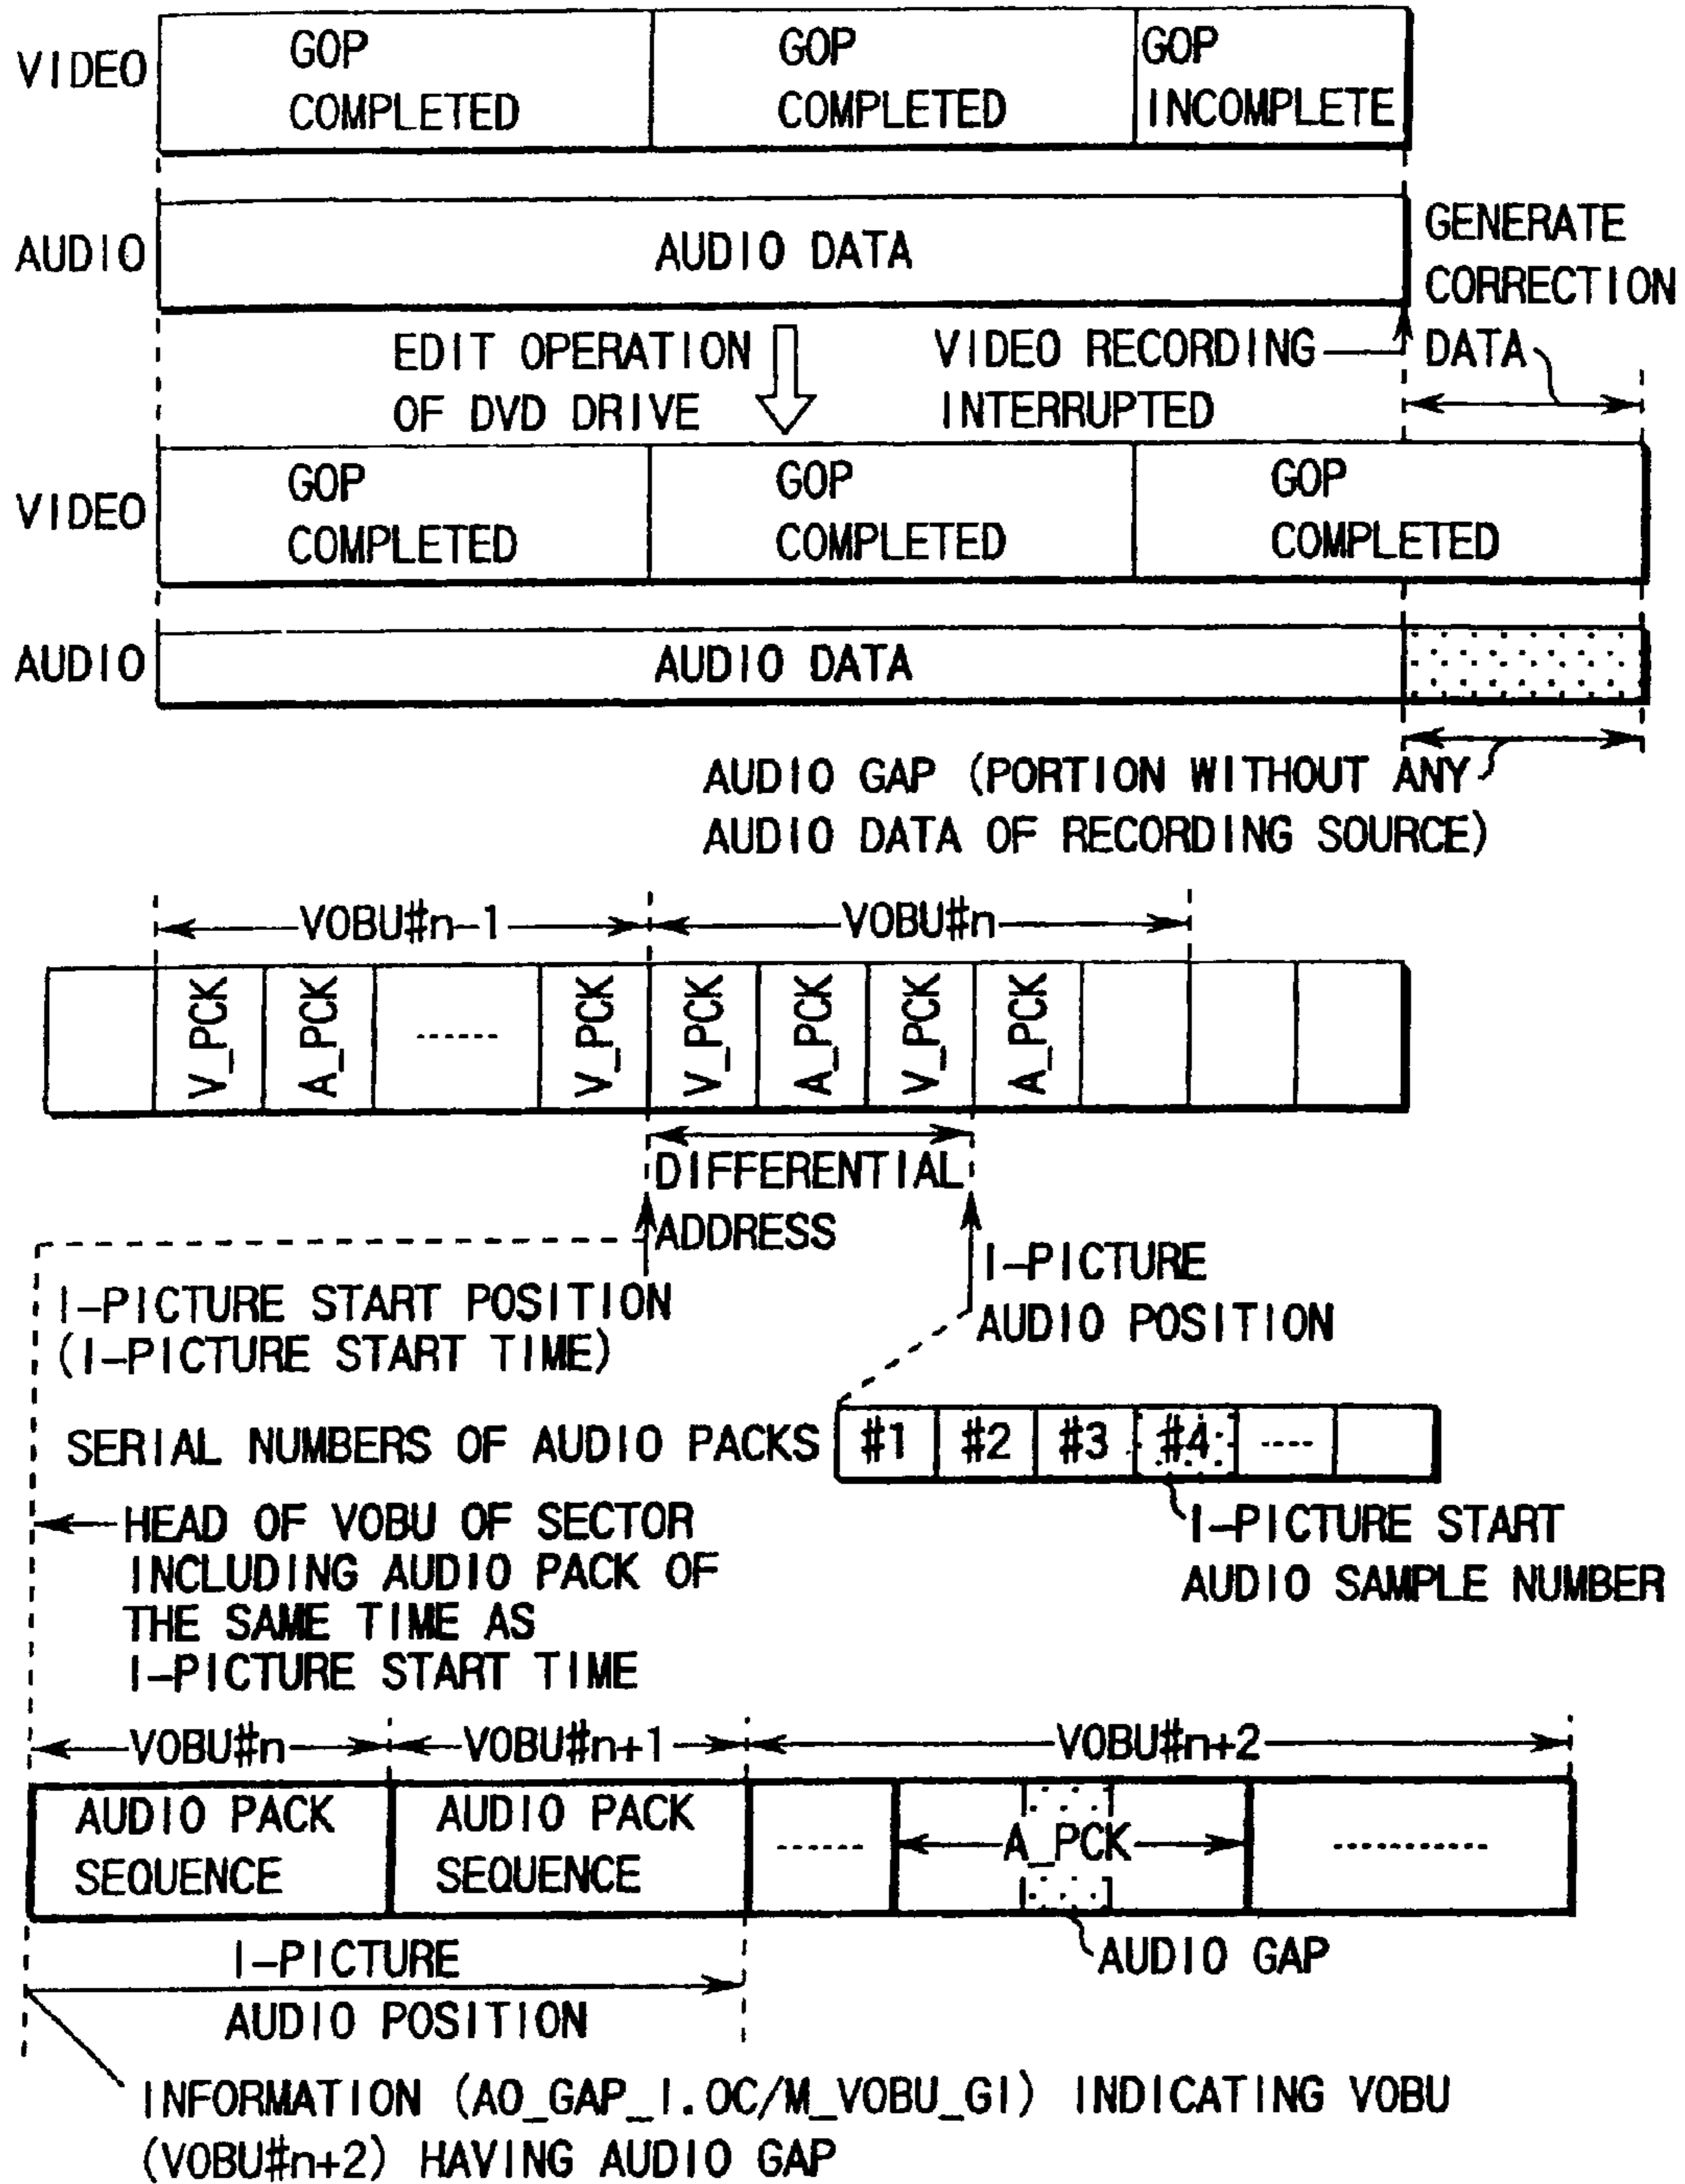 VIDEO
GOP
COMPLETED
GOP
COMPLETED
GOP
INCOMPLETE
AUDIO
AUDIO DATA
GENERATE
CORRECTION
DATA
EDIT OPERATION
OF DVD DRIVE
VIDEO RECORDING
INTERRUPTED
VIDEO
GOP
COMPLETED
GOP
COMPLETED
GOP
COMPLETED
AUDIO
AUDIO DATA
AUDIO GAP (PORTION WITHOUT ANY
AUDIO DATA OF RECORDING SOURCE)
VOBU#n-1
VOBU#n
V_PCK
A_PCK
V_PCK
V_PCK
A_PCK
V_PCK
A_PCK
DIFFERENTIAL
ADDRESS
I-PICTURE START POSITION
(I-PICTURE START TIME)
I-PICTURE
AUDIO POSITION
SERIAL NUMBERS OF AUDIO PACKS
#1
#2
#3
#4
I-PICTURE START
AUDIO SAMPLE NUMBER
HEAD OF VOBU OF SECTOR
INCLUDING AUDIO PACK OF
THE SAME TIME AS
I-PICTURE START TIME
VOBU#n
VOBU#n+1
VOBU#n+2
AUDIO PACK
SEQUENCE
AUDIO PACK
SEQUENCE
A_PCK
AUDIO GAP
I-PICTURE
AUDIO POSITION
INFORMATION (A0_GAP_I.OC/M_VOBU_GI) INDICATING VOBU
(VOBU#n+2) HAVING AUDIO GAP